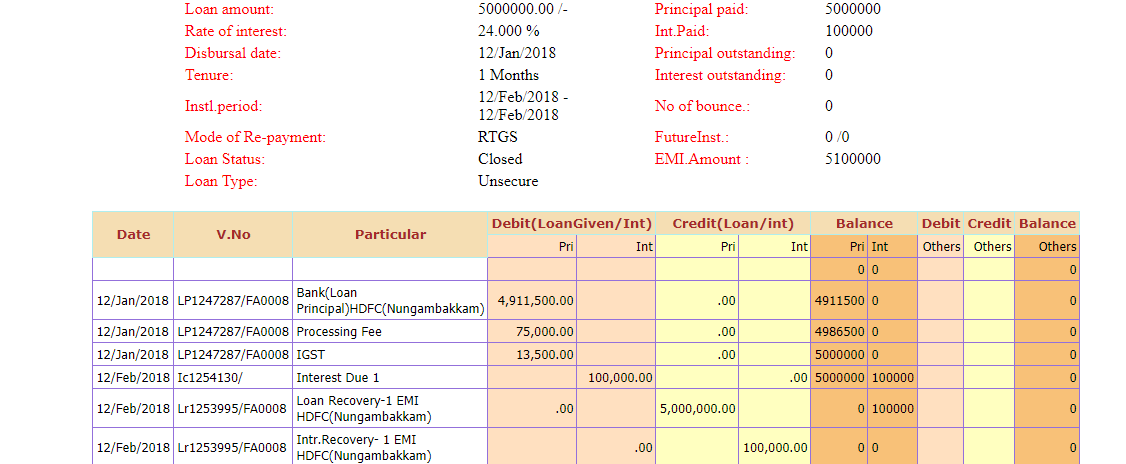 Loan amount: 5000000.00 /- Principal paid: 5000000
Rate of interest: 24.000 % Int.Paid: 100000
Disbursal date: 12/Jan/2018 Principal outstanding: 0
Tenure: 1 Months Interest outstanding: 0
Instl.period: 12/Feb/2018 - 12/Feb/2018 No of bounce.: 0
Mode of Re-payment: RTGS FutureInst.: 0 /0
Loan Status: Closed EMI.Amount : 5100000
Loan Type: Unsecure
Date V.No Particular Debit(LoanGiven/Int) Credit(Loan/int) Balance Debit Credit Balance
Pri Int Pri Int Pri Int Others Others Others
0 0 0
12/Jan/2018 LP1247287/FA0008 Bank(Loan Principal)HDFC(Nungambakkam) 4,911,500.00 .00 4911500 0 0
12/Jan/2018 LP1247287/FA0008 Processing Fee 75,000.00 .00 4986500 0 0
12/Jan/2018 LP1247287/FA0008 IGST 13,500.00 .00 5000000 0 0
12/Feb/2018 Ic1254130/ Interest Due 1 100,000.00 .00 5000000 100000 0
12/Feb/2018 Lr1253995/FA0008 Loan Recovery-1 EMI HDFC(Nungambakkam) .00 5,000,000.00 0 100000 0
12/Feb/2018 Lr1253995/FA0008 Intr.Recovery- 1 EMI HDFC(Nungambakkam) .00 100,000.00 0 0 0